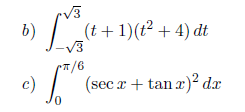 b) ∫_{-√3}^{√3} (t + 1)(t² + 4) dt
c) ∫_{0}^{π/6} (sec x + tan x)² dx